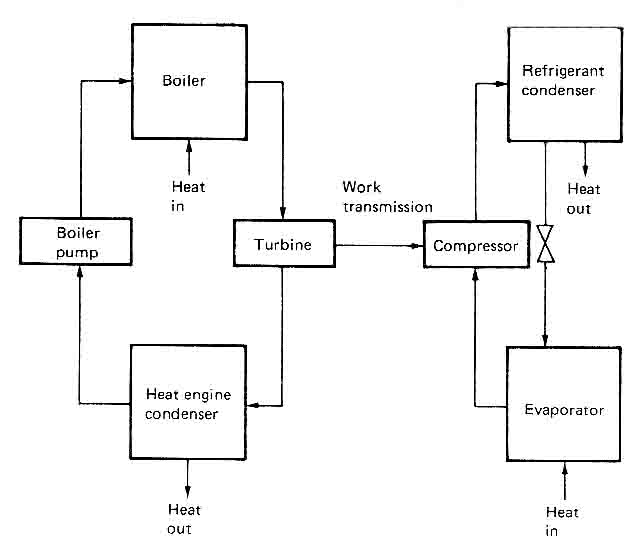 Boiler
Heat
in
Boiler
pump
Turbine
Heat engine
condenser
Heat
out
Work
transmission
Refrigerant
condenser
Heat
out
Compressor
Evaporator
Heat
in